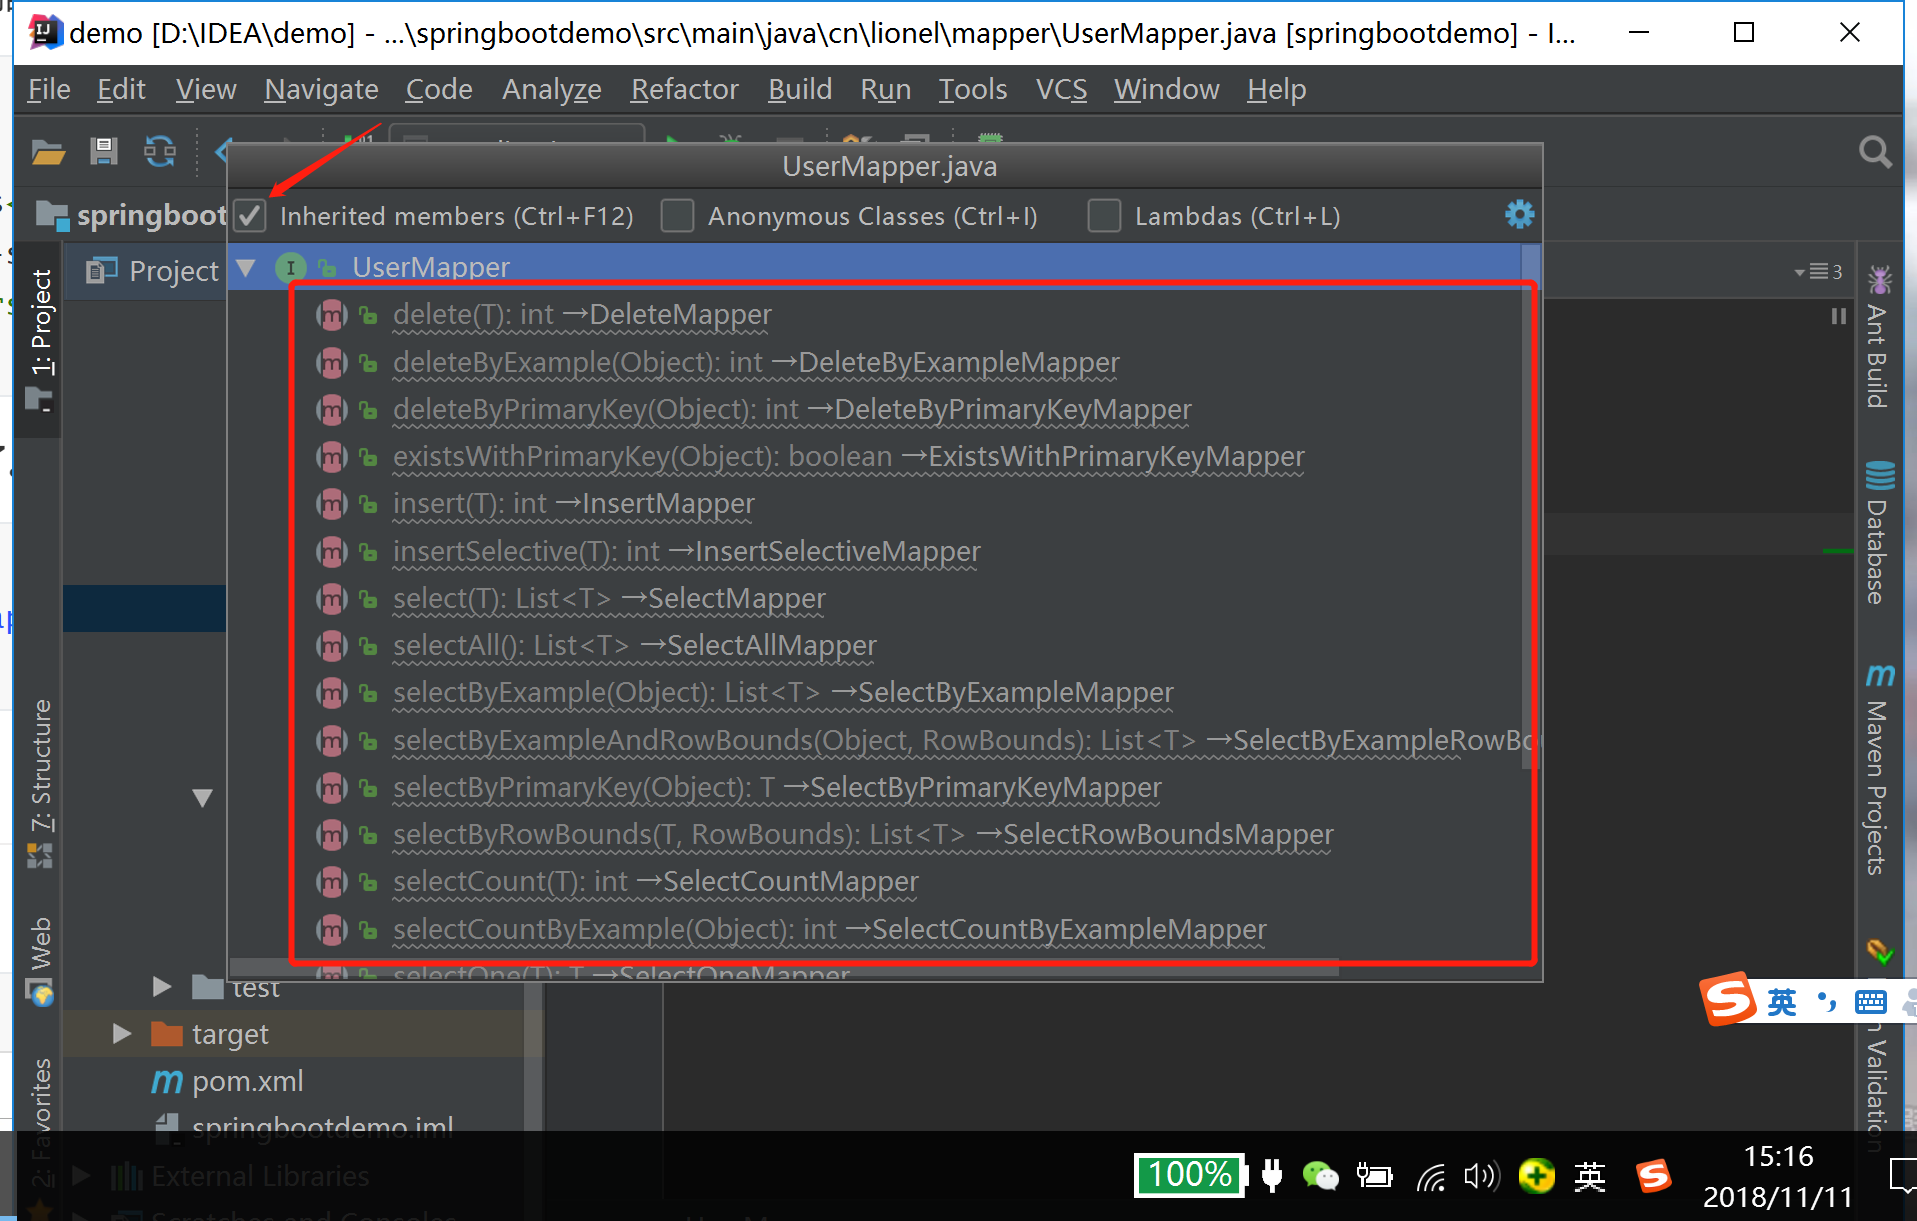 demo [D:\IDEA\demo] - ...\springbootdemo\src\main\java\cn\lionel\mapper\UserMapper.java [springbootdemo] - I...
File Edit View Navigate Code Analyze Refactor Build Run Tools VCS Window Help
UserMapper.java
springboot
Inherited members (Ctrl+F12) Anonymous Classes (Ctrl+I) Lambdas (Ctrl+L)
Project
UserMapper
3
delete(T): int →DeleteMapper
deleteByExample(Object): int →DeleteByExampleMapper
deleteByPrimaryKey(Object): int →DeleteByPrimaryKeyMapper
existsWithPrimaryKey(Object): boolean →ExistsWithPrimaryKeyMapper
insert(T): int →InsertMapper
insertSelective(T): int →InsertSelectiveMapper
select(T): List<T> →SelectMapper
selectAll(): List<T> →SelectAllMapper
selectByExample(Object): List<T> →SelectByExampleMapper
selectByExampleAndRowBounds(Object, RowBounds): List<T> →SelectByExampleRowBo
selectByPrimaryKey(Object): T →SelectByPrimaryKeyMapper
selectByRowBounds(T, RowBounds): List<T> →SelectRowBoundsMapper
selectCount(T): int →SelectCountMapper
selectCountByExample(Object): int →SelectCountByExampleMapper
selectOne(T): T →SelectOneMapper
test
target
pom.xml
springbootdemo.iml
External Libraries
Scratches and Consoles
1: Project
7: Structure
Web
2: Favorites
Ant Build
Database
Maven Projects
n Validation
英
100%
英
15:16
2018/11/11